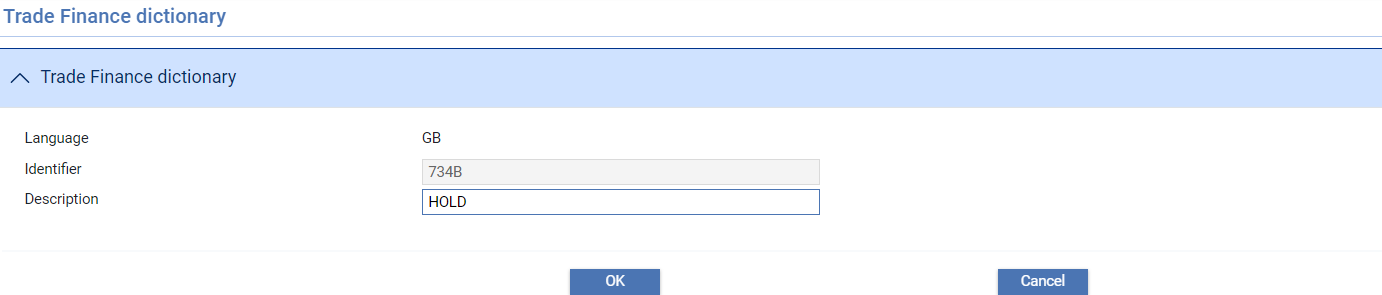 Trade Finance dictionary
Trade Finance dictionary
Language GB
Identifier 734B
Description HOLD
OK Cancel